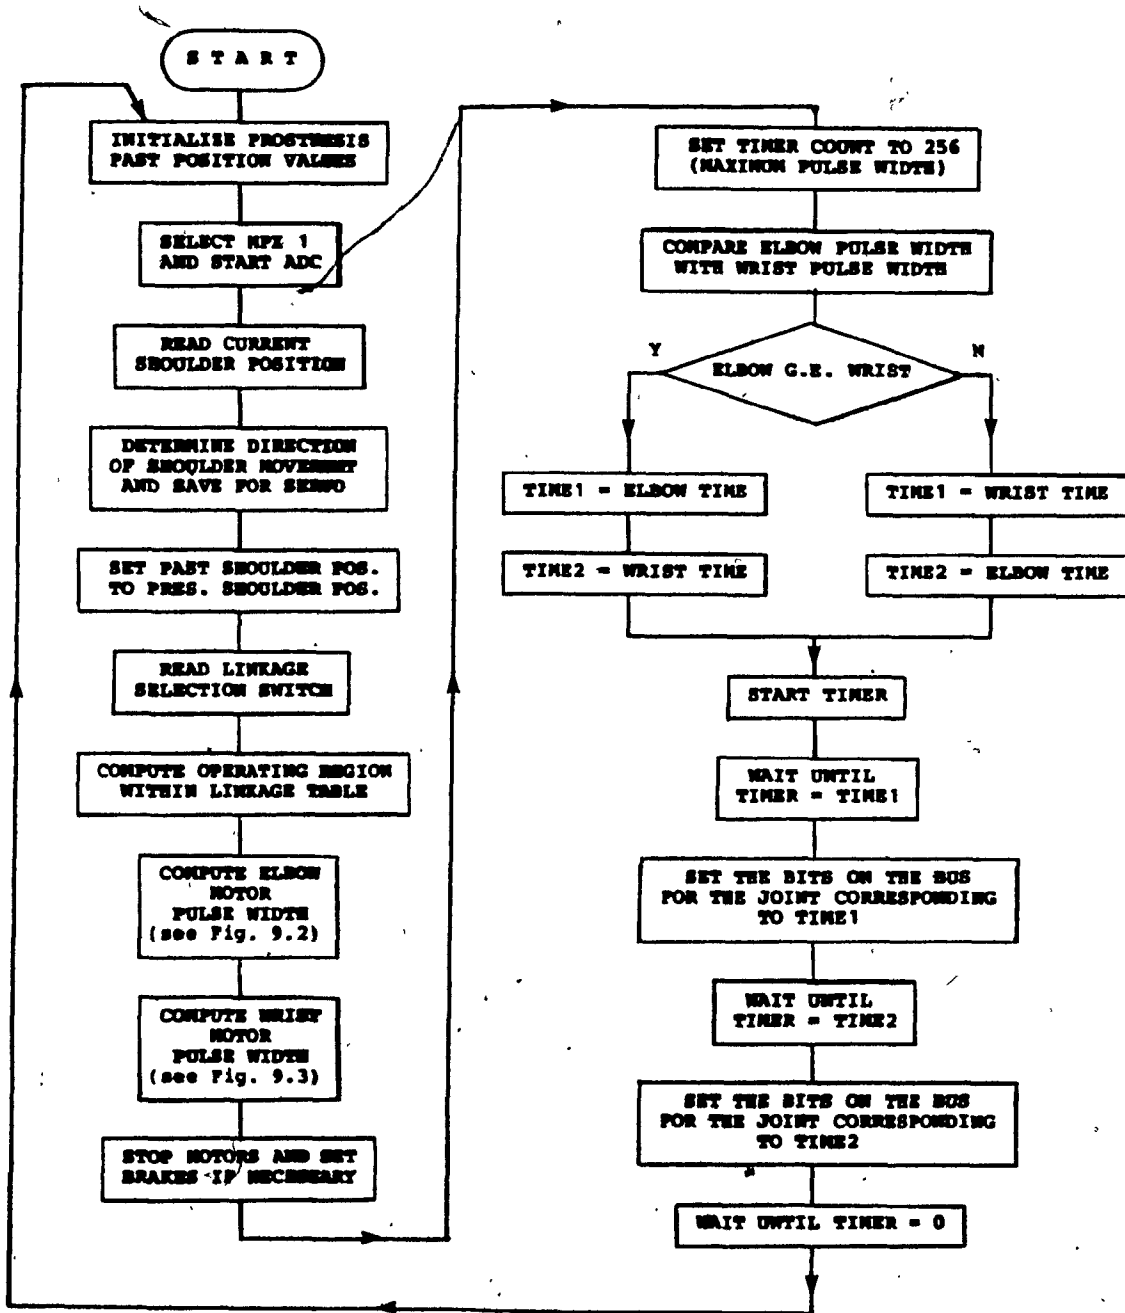 S T A R T
INITIALIZE PROSTHESIS
PAST POSITION VALUES
SELECT MPX 1
AND START ADC
READ CURRENT
SHOULDER POSITION
DETERMINE DIRECTION
OF SHOULDER MOVEMENT
AND SAVE FOR SERVO
SET PAST SHOULDER POS.
TO PRES. SHOULDER POS.
READ LINKAGE
SELECTION SWITCH
COMPUTE OPERATING REGION
WITHIN LINKAGE TABLE
COMPUTE ELBOW
MOTOR
PULSE WIDTH
(see Fig. 9.2)
COMPUTE WRIST
MOTOR
PULSE WIDTH
(see Fig. 9.3)
STOP MOTORS AND SET
BRAKES IF NECESSARY
SET TIMER COUNT TO 256
(MAXIMUM PULSE WIDTH)
COMPARE ELBOW PULSE WIDTH
WITH WRIST PULSE WIDTH
Y
N
ELBOW G.E. WRIST
TIME1 = ELBOW TIME
TIME1 = WRIST TIME
TIME2 = WRIST TIME
TIME2 = ELBOW TIME
START TIMER
WAIT UNTIL
TIMER = TIME1
SET THE BITS ON THE BUS
FOR THE JOINT CORRESPONDING
TO TIME1
WAIT UNTIL
TIMER = TIME2
SET THE BITS ON THE BUS
FOR THE JOINT CORRESPONDING
TO TIME2
WAIT UNTIL TIMER = 0